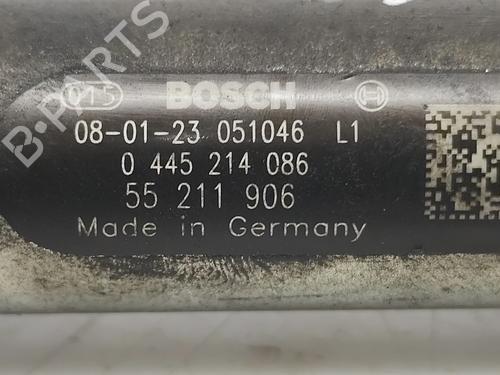 015 BOSCH
08-01-23 051046 L1
0 445 214 086
55 211 906
Made in Germany
B-PARTS